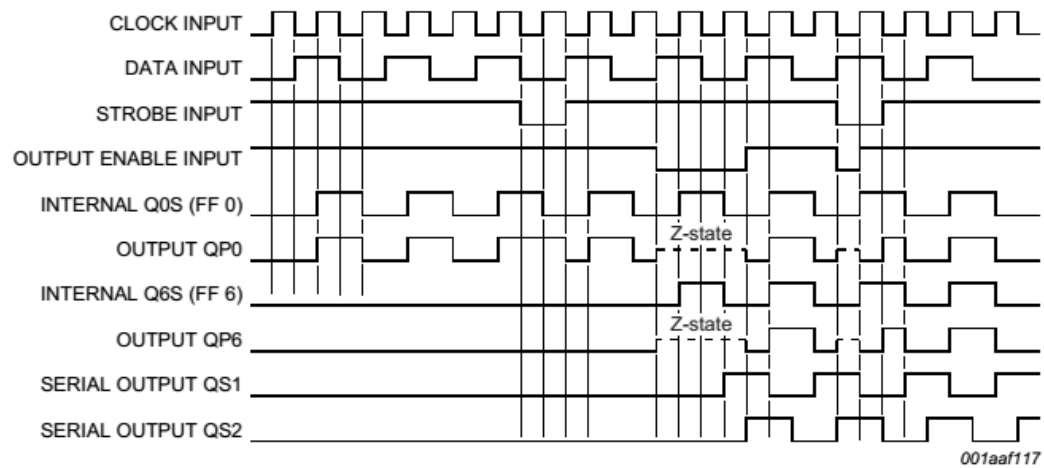 CLOCK INPUT
DATA INPUT
STROBE INPUT
OUTPUT ENABLE INPUT
INTERNAL Q0S (FF 0)
Z-state
OUTPUT QP0
INTERNAL Q6S (FF 6)
Z-state
OUTPUT QP6
SERIAL OUTPUT QS1
SERIAL OUTPUT QS2
001aaf117